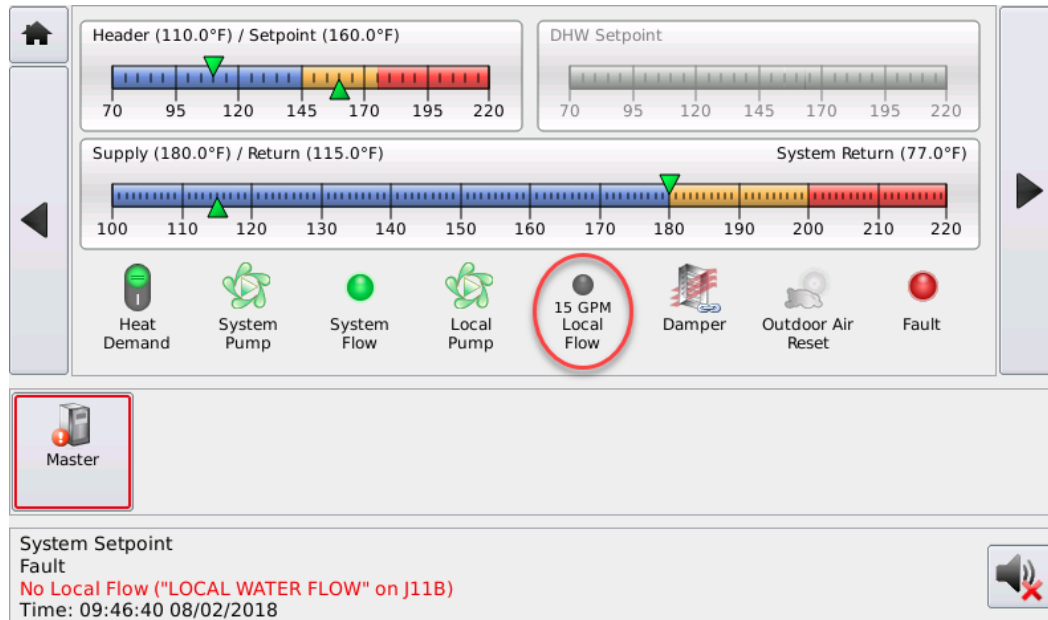 Header (110.0°F) / Setpoint (160.0°F)
70 95 120 145 170 195 220
DHW Setpoint
70 95 120 145 170 195 220
Supply (180.0°F) / Return (115.0°F) System Return (77.0°F)
100 110 120 130 140 150 160 170 180 190 200 210 220
Heat
Demand
System
Pump
System
Flow
Local
Pump
15 GPM
Local
Flow
Damper
Outdoor Air
Reset
Fault
Master
System Setpoint
Fault
No Local Flow ("LOCAL WATER FLOW" on J11B)
Time: 09:46:40 08/02/2018